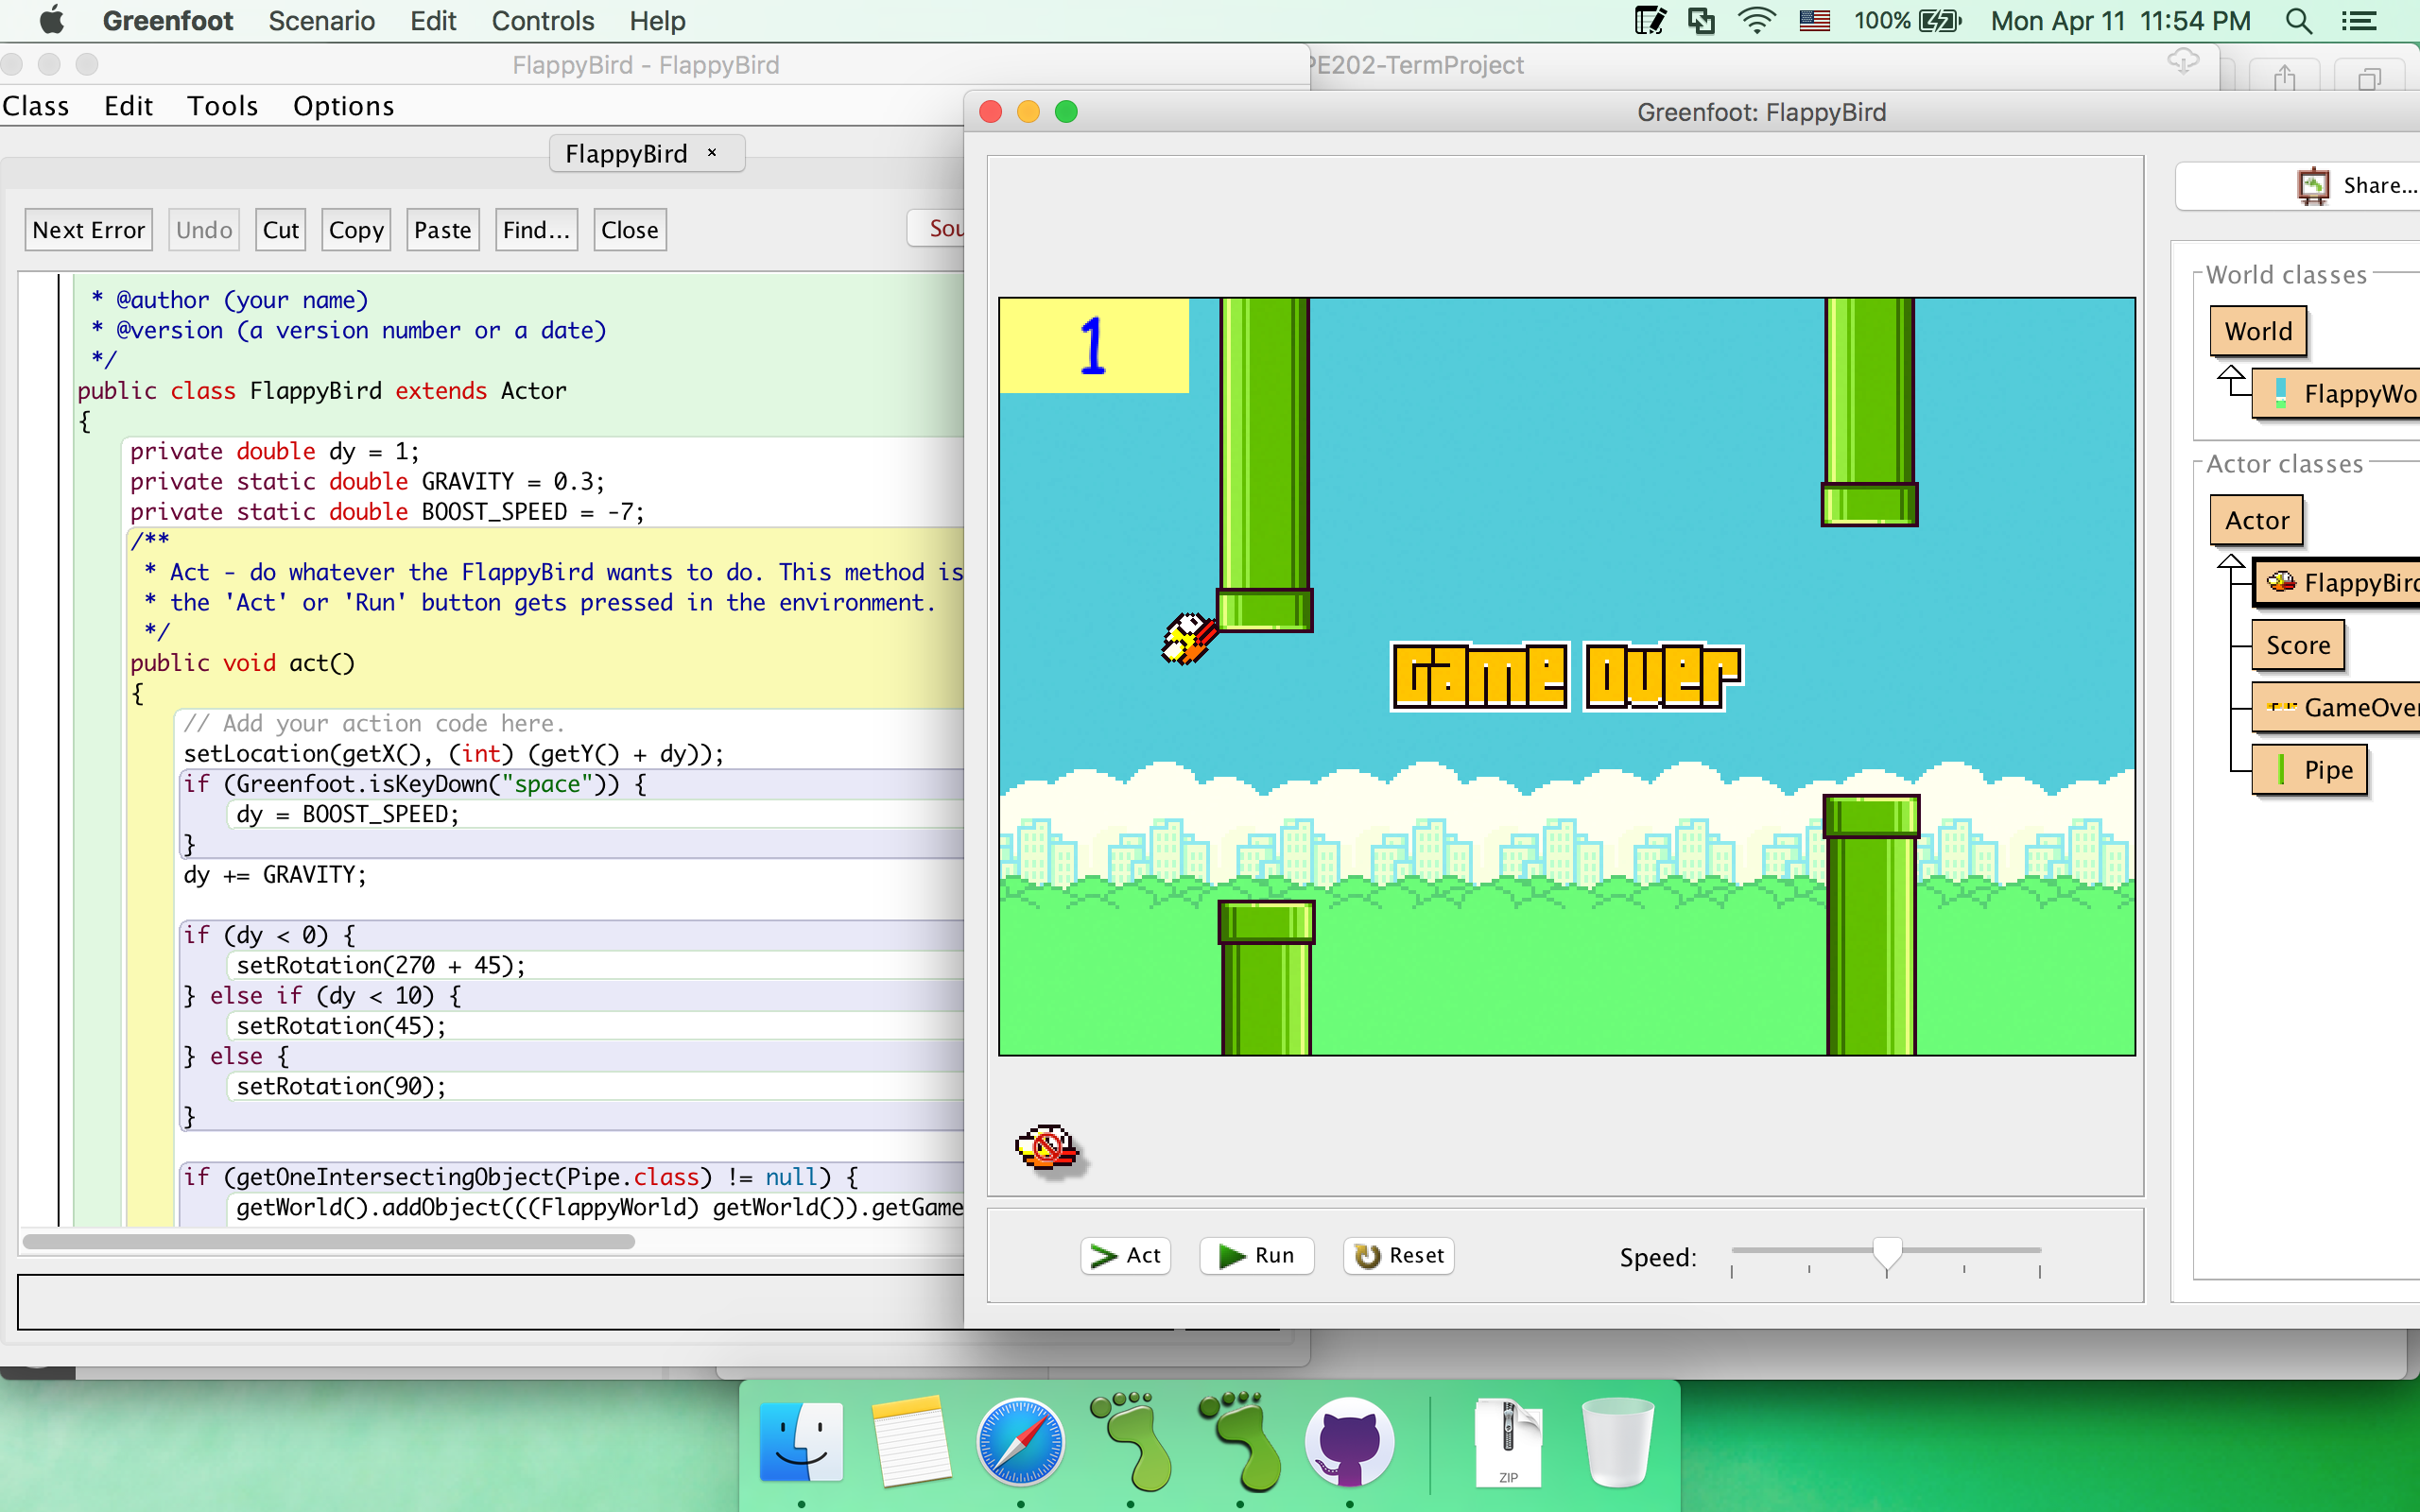 Greenfoot Scenario Edit Controls Help 100% Mon Apr 11 11:54 PM
FlappyBird - FlappyBird
PE202-TermProject
Class Edit Tools Options
FlappyBird ×
Next Error Undo Cut Copy Paste Find... Close Sou
* @author (your name)
* @version (a version number or a date)
*/
public class FlappyBird extends Actor
{
private double dy = 1;
private static double GRAVITY = 0.3;
private static double BOOST_SPEED = -7;
/**
* Act - do whatever the FlappyBird wants to do. This method is
* the 'Act' or 'Run' button gets pressed in the environment.
*/
public void act()
{
// Add your action code here.
setLocation(getX(), (int) (getY() + dy));
if (Greenfoot.isKeyDown("space")) {
dy = BOOST_SPEED;
}
dy += GRAVITY;
if (dy < 0) {
setRotation(270 + 45);
} else if (dy < 10) {
setRotation(45);
} else {
setRotation(90);
}
if (getOneIntersectingObject(Pipe.class) != null) {
getWorld().addObject(((FlappyWorld) getWorld()).getGame
Greenfoot: FlappyBird
1
Game Over
Act Run Reset Speed:
Share...
World classes
World
FlappyWo
Actor classes
Actor
FlappyBird
Score
GameOver
Pipe
ZIP